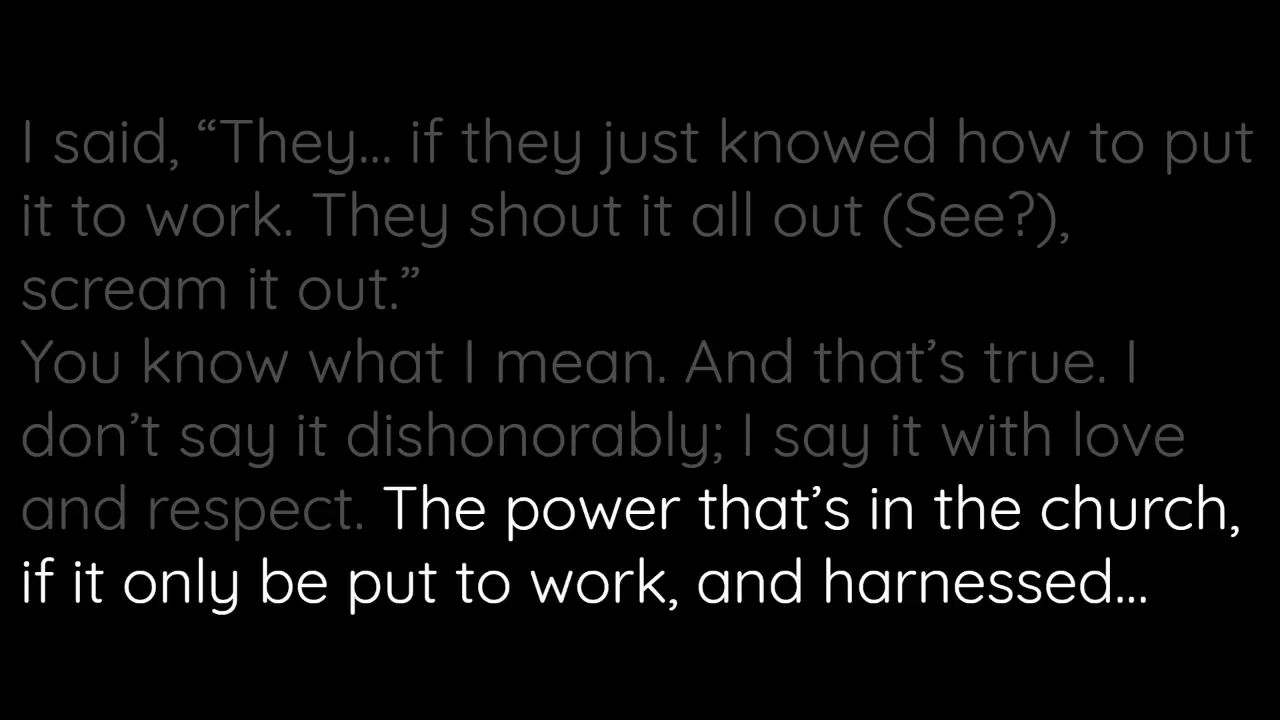 I said, “They... if they just knowed how to put
it to work. They shout it all out (See?),
scream it out.”
You know what I mean. And that’s true. I
don’t say it dishonorably; I say it with love
and respect. The power that’s in the church,
if it only be put to work, and harnessed...